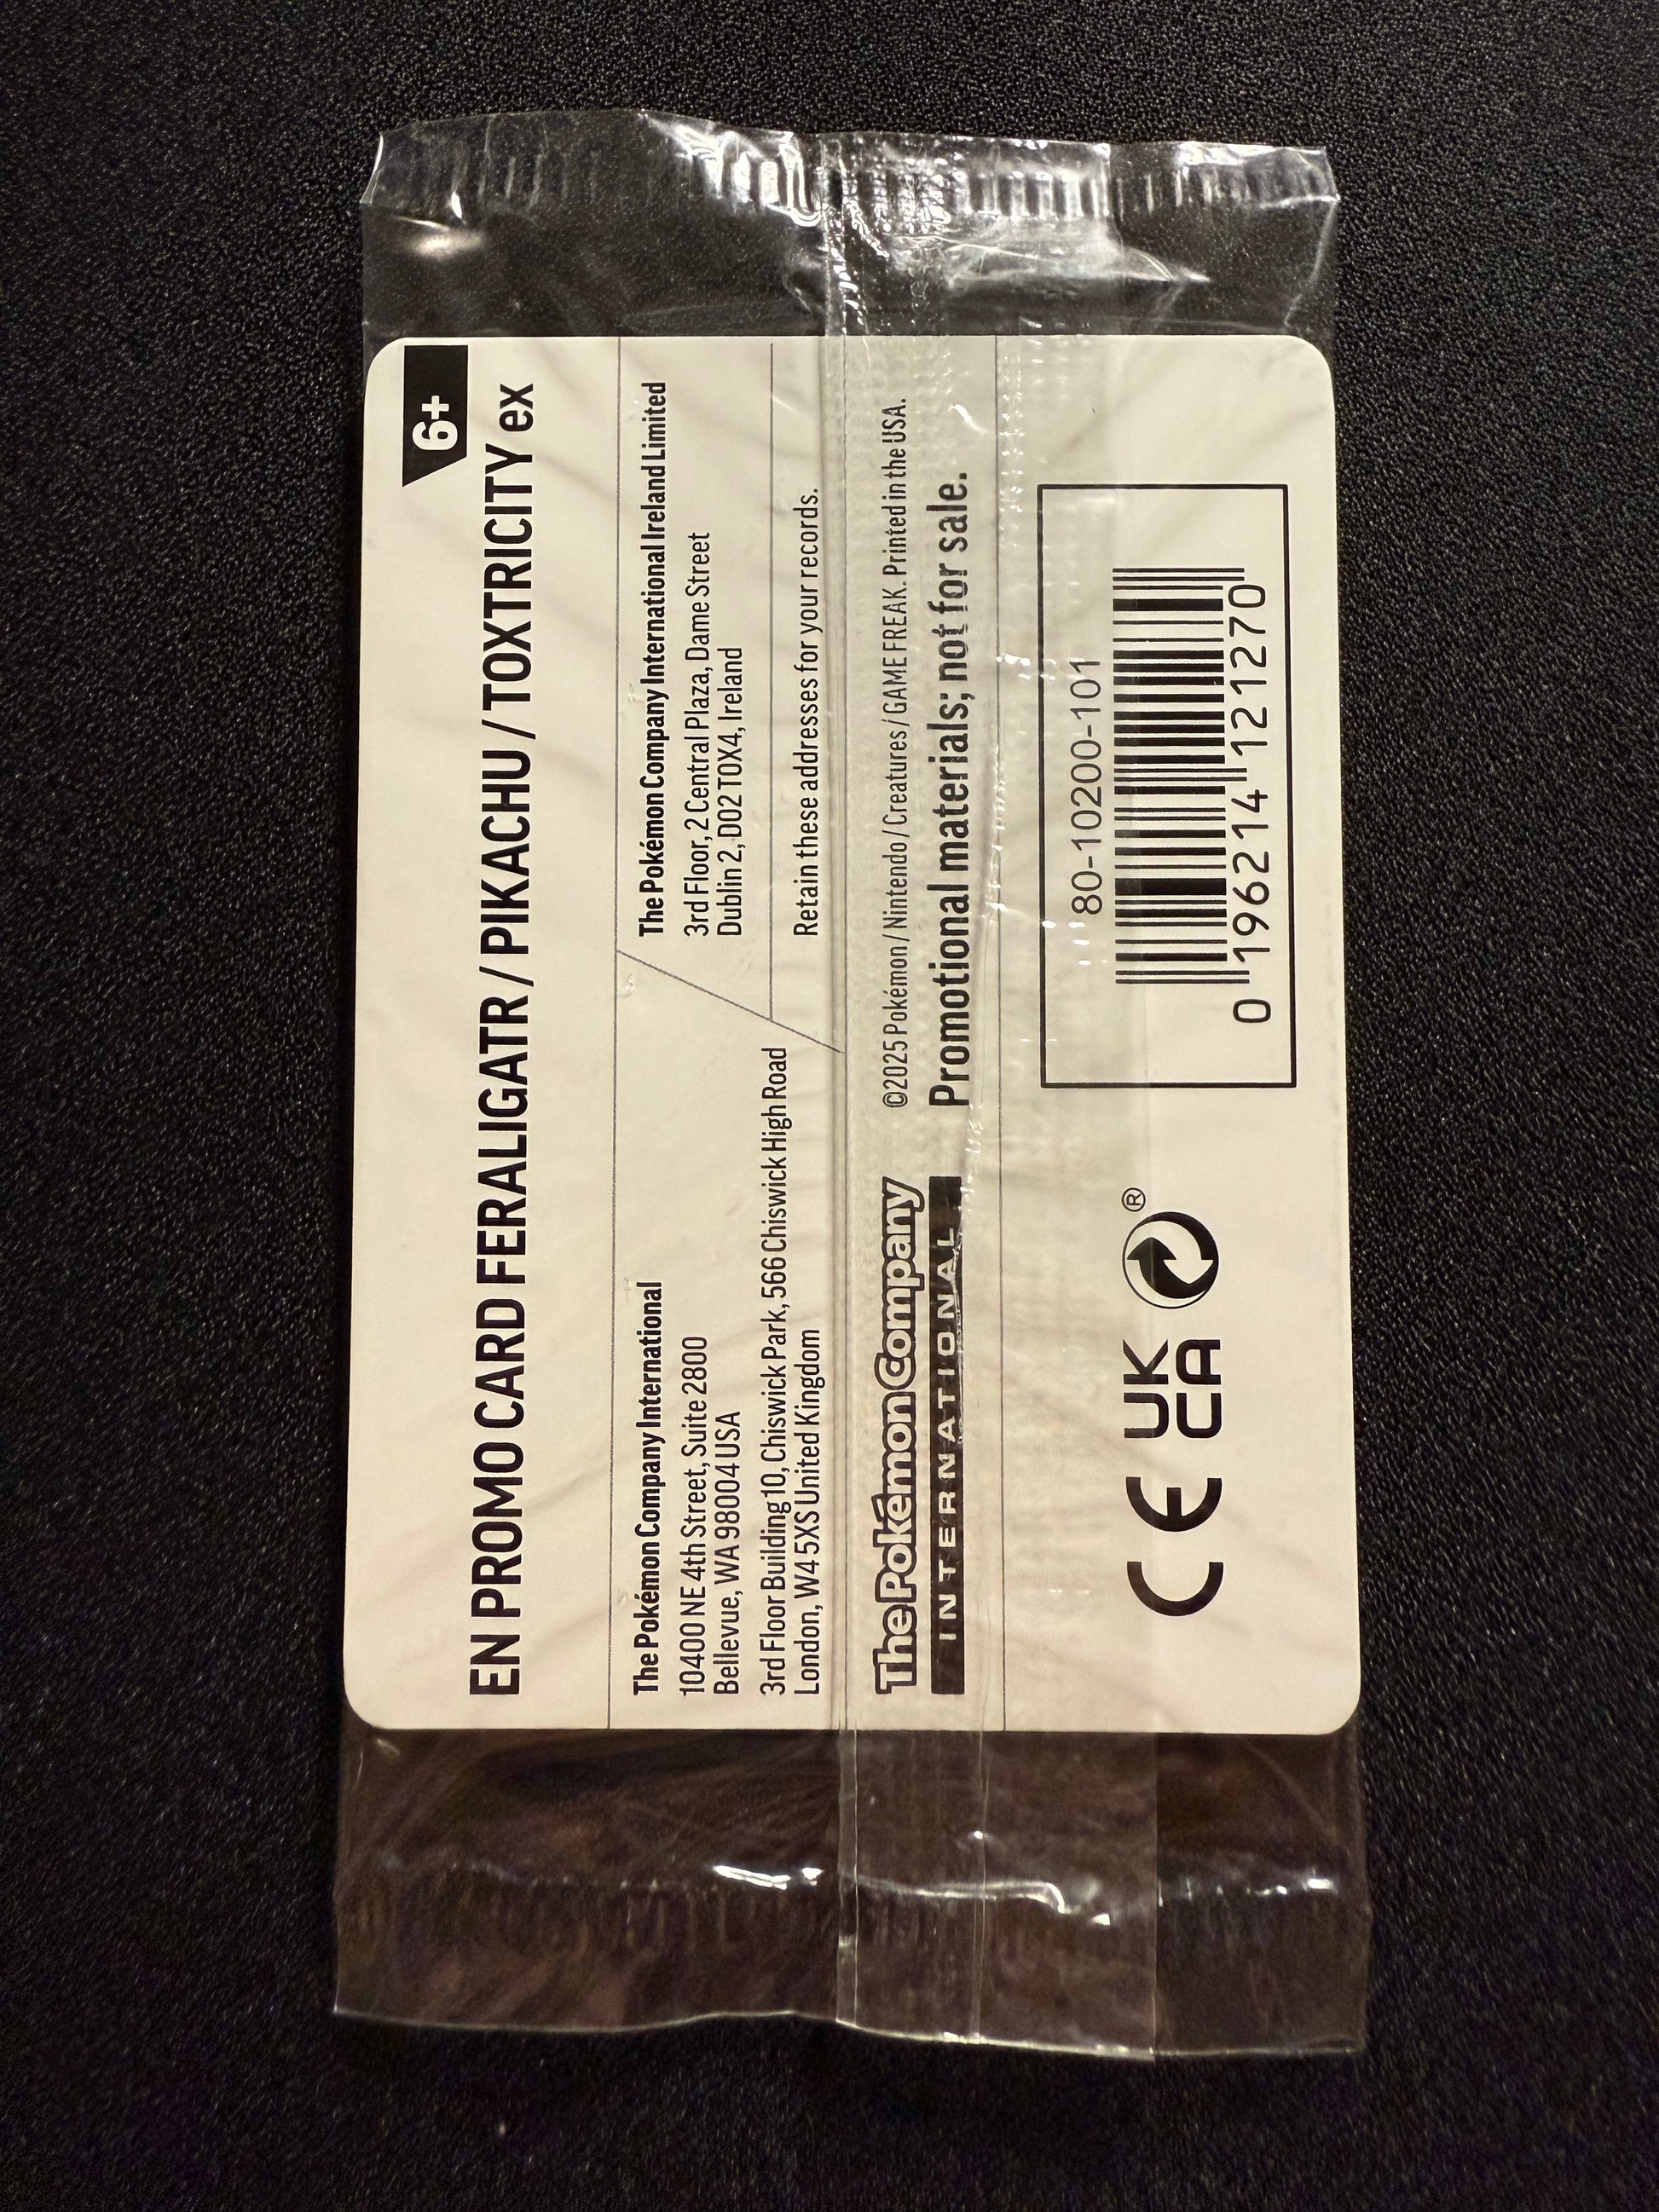 6+
EN PROMO CARD FERALIGATR / PIKACHU / TOXTRICITY ex
The Pokémon Company International
10400 NE 4th Street, Suite 2800
Bellevue, WA 98004 USA
3rd Floor Building 10, Chiswick Park, 566 Chiswick High Road
London, W4 5XS United Kingdom
The Pokémon Company International Ireland Limited
3rd Floor, 2 Central Plaza, Dame Street
Dublin 2, D02 T0X4, Ireland
Retain these addresses for your records.
The Pokémon Company
INTERNATIONAL
©2025 Pokémon / Nintendo / Creatures / GAME FREAK. Printed in the USA.
Promotional materials; not for sale.
CE
UK
CA
®
80-10200-101
0 196214 121270